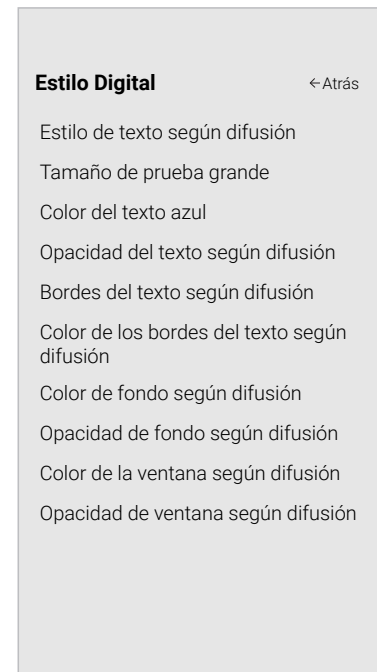 Estilo Digital ←Atrás
Estilo de texto según difusión
Tamaño de prueba grande
Color del texto azul
Opacidad del texto según difusión
Bordes del texto según difusión
Color de los bordes del texto según
difusión
Color de fondo según difusión
Opacidad de fondo según difusión
Color de la ventana según difusión
Opacidad de ventana según difusión